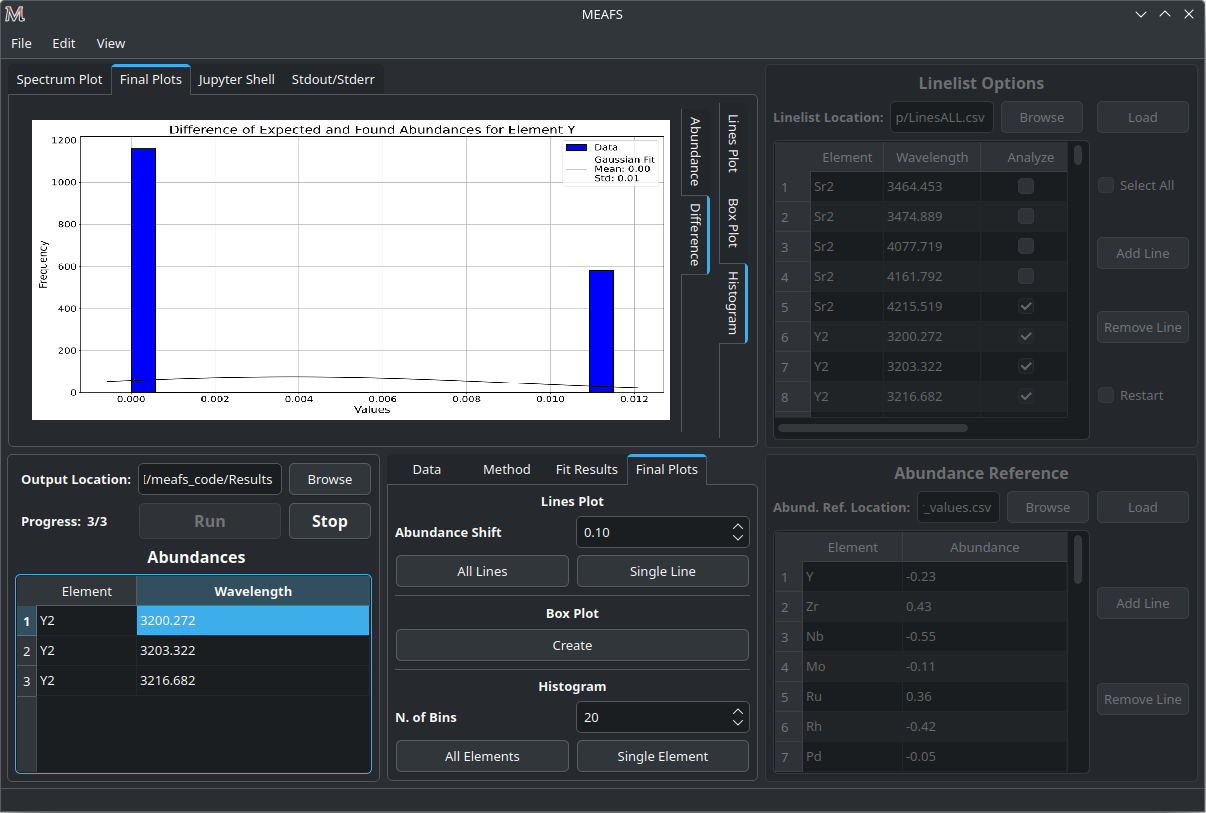 MEAFS
File Edit View
Spectrum Plot Final Plots Jupyter Shell Stdout/Stderr
Difference of Expected and Found Abundances for Element Y
Data
Gaussian Fit
Mean: 0.00
Std: 0.01
1200
1000
800
600
400
200
0
Frequency
0.000 0.002 0.004 0.006 0.008 0.010 0.012
Values
Abundance
Difference
Lines Plot
Box Plot
Histogram
Linelist Options
Linelist Location: p/LinesALL.csv Browse Load
Element Wavelength Analyze
1 Sr2 3464.453
2 Sr2 3474.889
3 Sr2 4077.719
4 Sr2 4161.792
5 Sr2 4215.519
6 Y2 3200.272
7 Y2 3203.322
8 Y2 3216.682
Select All
Add Line
Remove Line
Restart
Output Location: /meafs_code/Results Browse
Progress: 3/3 Run Stop
Abundances
Element Wavelength
1 Y2 3200.272
2 Y2 3203.322
3 Y2 3216.682
Data Method Fit Results Final Plots
Lines Plot
Abundance Shift 0.10
All Lines Single Line
Box Plot
Create
Histogram
N. of Bins 20
All Elements Single Element
Abundance Reference
Abund. Ref. Location: _values.csv Browse Load
Element Abundance
1 Y -0.23
2 Zr 0.43
3 Nb -0.55
4 Mo -0.11
5 Ru 0.36
6 Rh -0.42
7 Pd -0.05
Add Line
Remove Line